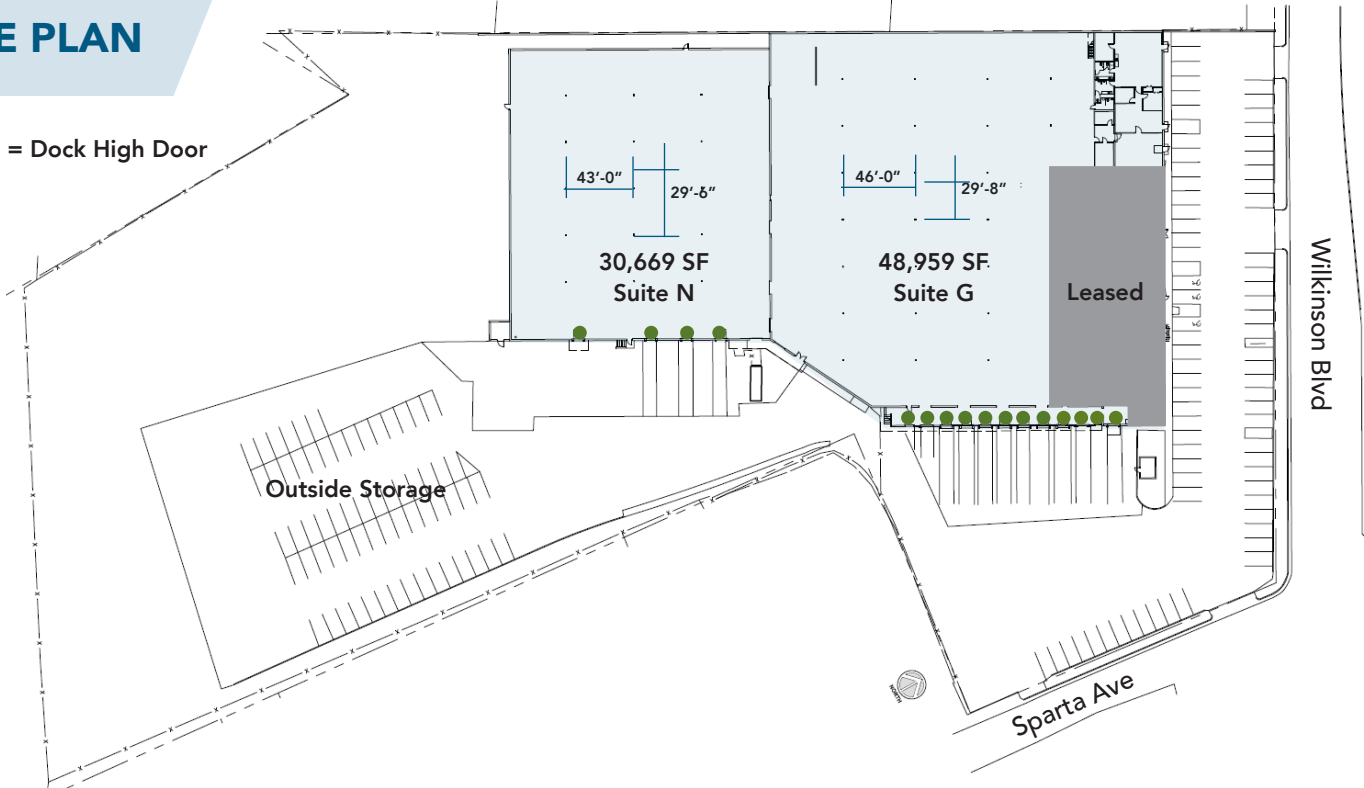 E PLAN
= Dock High Door
43'-0"
29'-6"
46'-0"
29'-8"
30,669 SF
Suite N
48,959 SF
Suite G
Leased
Wilkinson Blvd
Outside Storage
NORTH
Sparta Ave